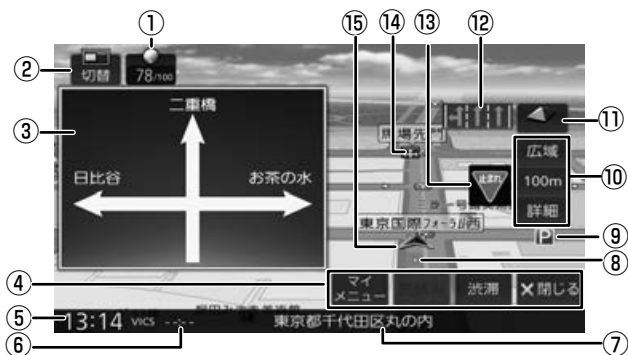 ①
⑮ ⑭ ⑬ ⑫
② 切替 78/100
③ 二重橋
日比谷 お茶の水
馬場先門
止まれ
⑪
広域
100m
詳細
⑩
東京国際フォーラム西
P ⑨
⑧
④ マイ
メニュー
渋滞 ×閉じる
⑤ 13:14 VICS --:-- 東京都千代田区丸の内
⑥ ⑦